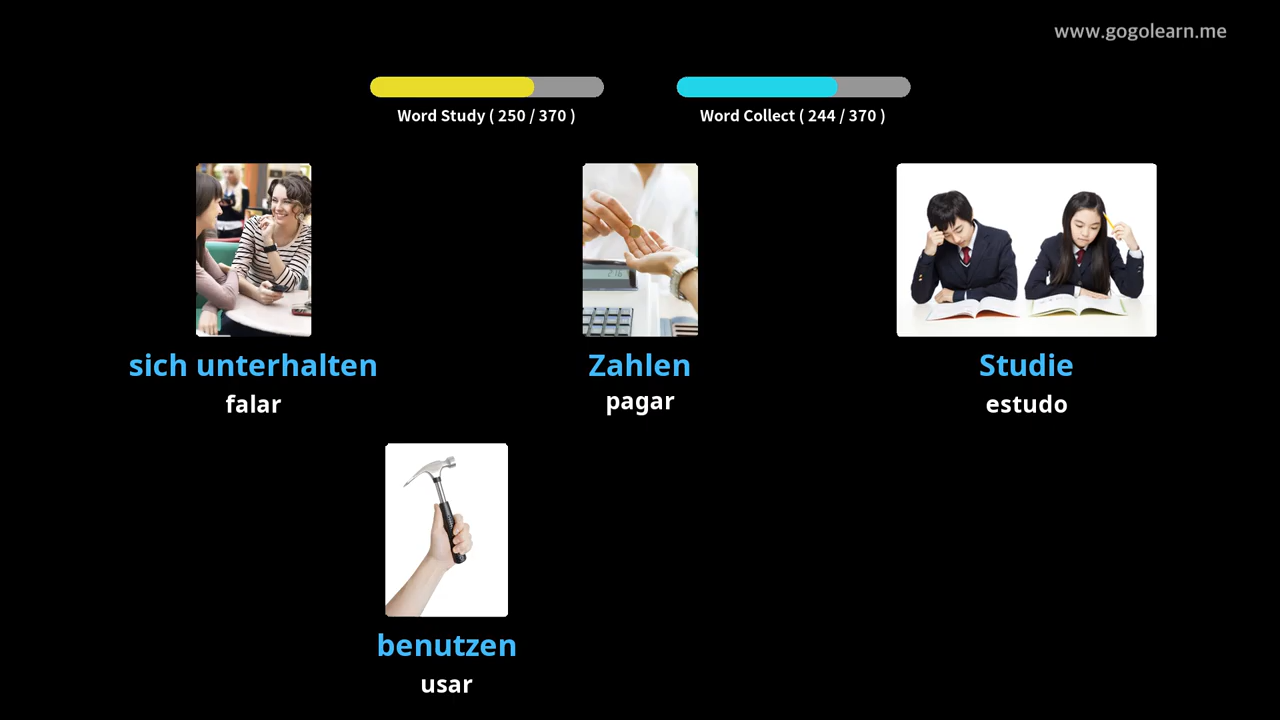 www.gogolearn.me
Word Study ( 250 / 370 )
Word Collect ( 244 / 370 )
sich unterhalten
falar
Zahlen
pagar
Studie
estudo
benutzen
usar